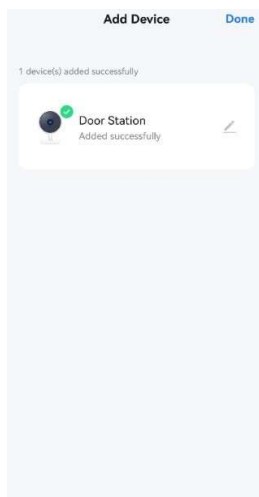 Add Device
Done
1 device(s) added successfully
Door Station
Added successfully